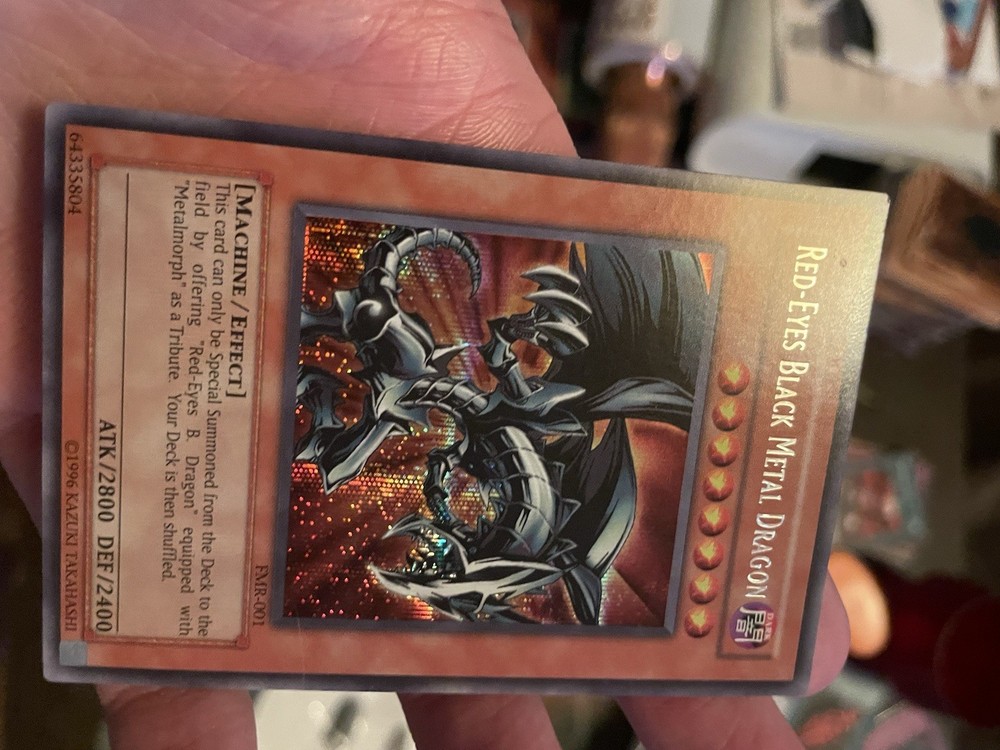 RED-EYES BLACK METAL DRAGON
DARK
闇
FMR-001
[MACHINE/EFFECT]
This card can only be Special Summoned from the Deck to the
field by offering "Red-Eyes B. Dragon" equipped with
"Metalmorph" as a Tribute. Your Deck is then shuffled.
ATK/2800 DEF/2400
64335804
©1996 KAZUKI TAKAHASHI